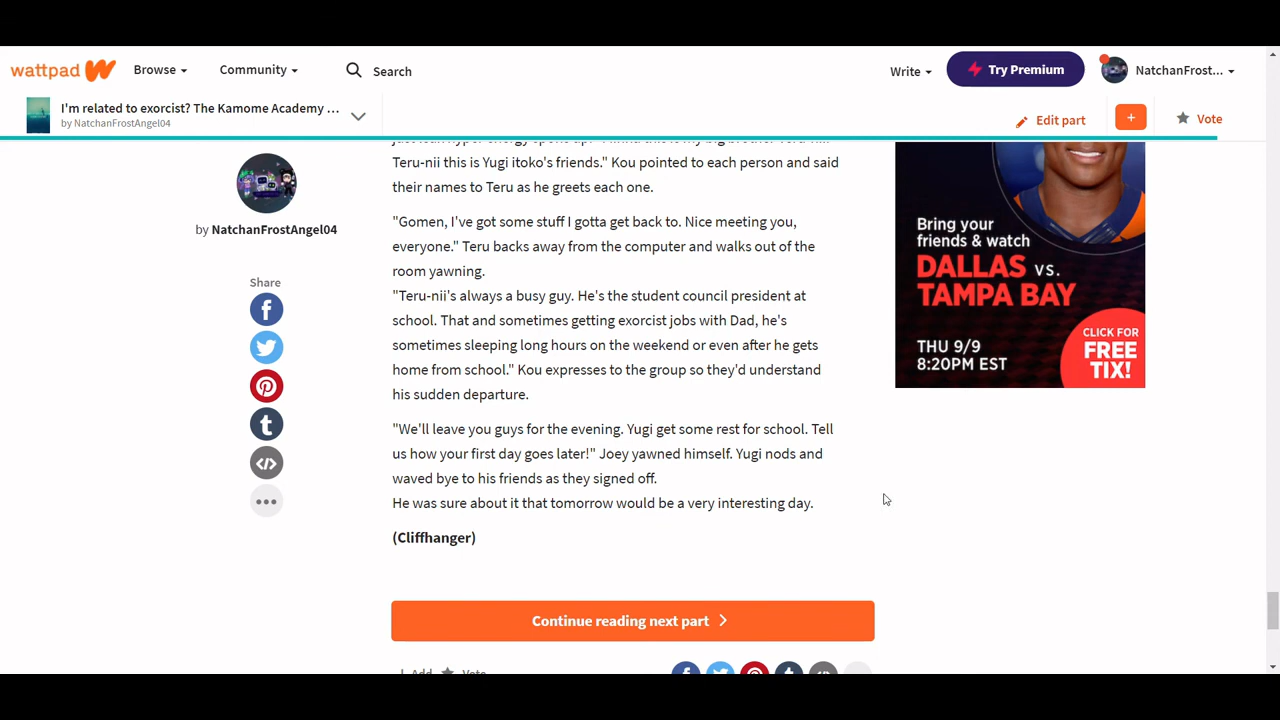 wattpad
Browse
Community
Search
Write
Try Premium
NatchanFrost...
I'm related to exorcist? The Kamome Academy ...
by NatchanFrostAngel04
Edit part
+
Vote
Teru-nii this is Yugi itoko's friends." Kou pointed to each person and said
their names to Teru as he greets each one.
"Gomen, I've got some stuff I gotta get back to. Nice meeting you,
everyone." Teru backs away from the computer and walks out of the
room yawning.
"Teru-nii's always a busy guy. He's the student council president at
school. That and sometimes getting exorcist jobs with Dad, he's
sometimes sleeping long hours on the weekend or even after he gets
home from school." Kou expresses to the group so they'd understand
his sudden departure.
"We'll leave you guys for the evening. Yugi get some rest for school. Tell
us how your first day goes later!" Joey yawned himself. Yugi nods and
waved bye to his friends as they signed off.
He was sure about it that tomorrow would be a very interesting day.
(Cliffhanger)
Continue reading next part
Add
Vote
by NatchanFrostAngel04
Share
Bring your
friends & watch
DALLAS vs.
TAMPA BAY
THU 9/9
8:20PM EST
CLICK FOR
FREE
TIX!